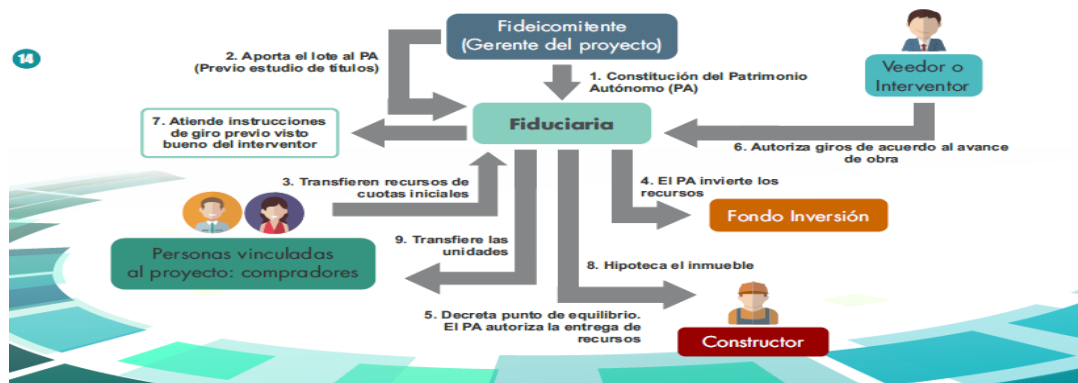 14
Fideicomitente
(Gerente del proyecto)
2. Aporta el lote al PA
(Previo estudio de títulos)
1. Constitución del Patrimonio
Autónomo (PA)
Veedor o
Interventor
7. Atiende instrucciones
de giro previo visto
bueno del interventor
Fiduciaria
6. Autoriza giros de acuerdo al avance
de obra
3. Transfieren recursos de
cuotas iniciales
4. El PA invierte los
recursos
Fondo Inversión
Personas vinculadas
al proyecto: compradores
9. Transfiere las
unidades
8. Hipoteca el inmueble
5. Decreta punto de equilibrio.
El PA autoriza la entrega de
recursos
Constructor